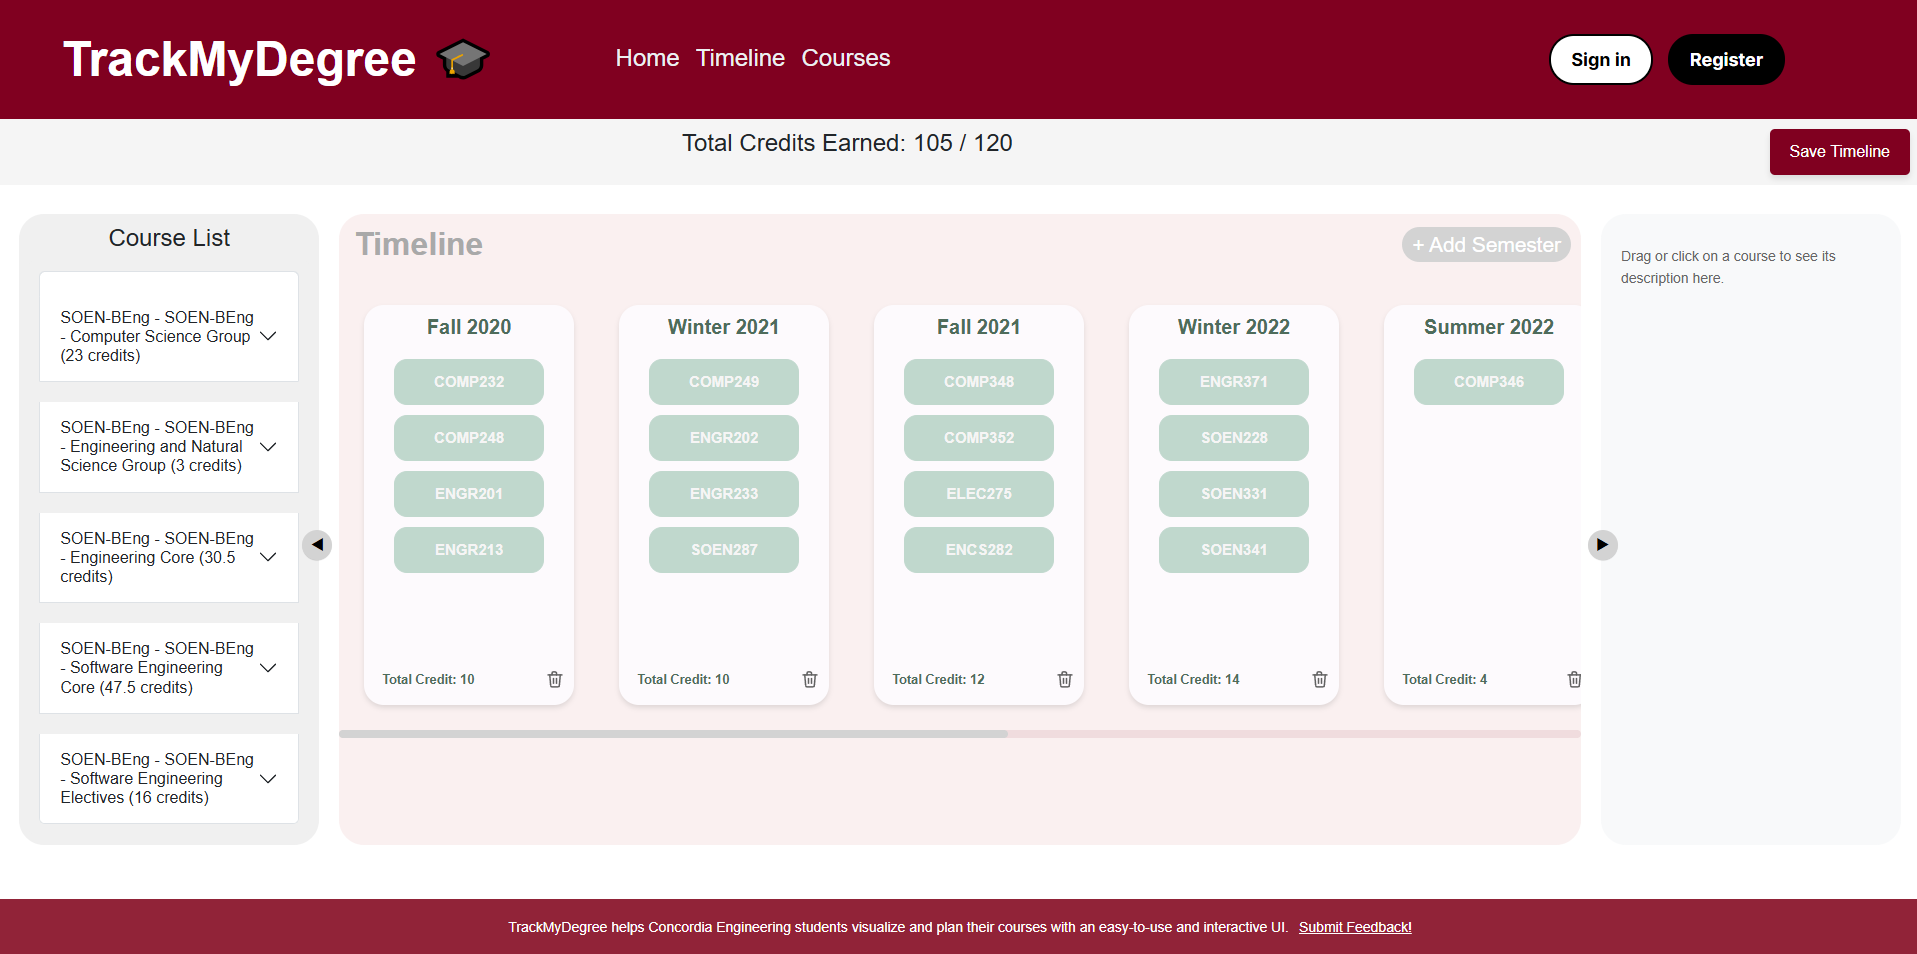 TrackMyDegree
Home Timeline Courses
Sign in
Register
Total Credits Earned: 105 / 120
Save Timeline
Course List
SOEN-BEng - SOEN-BEng
- Computer Science Group
(23 credits)
SOEN-BEng - SOEN-BEng
- Engineering and Natural
Science Group (3 credits)
SOEN-BEng - SOEN-BEng
- Engineering Core (30.5
credits)
SOEN-BEng - SOEN-BEng
- Software Engineering
Core (47.5 credits)
SOEN-BEng - SOEN-BEng
- Software Engineering
Electives (16 credits)
Timeline
+ Add Semester
Fall 2020
COMP232
COMP248
ENGR201
ENGR213
Total Credit: 10
Winter 2021
COMP249
ENGR202
ENGR233
SOEN287
Total Credit: 10
Fall 2021
COMP348
COMP352
ELEC275
ENCS282
Total Credit: 12
Winter 2022
ENGR371
SOEN228
SOEN331
SOEN341
Total Credit: 14
Summer 2022
COMP346
Total Credit: 4
Drag or click on a course to see its
description here.
TrackMyDegree helps Concordia Engineering students visualize and plan their courses with an easy-to-use and interactive UI. Submit Feedback!